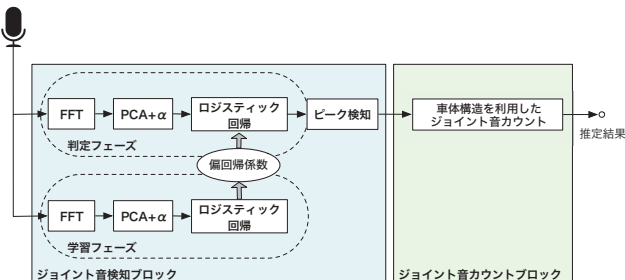 FFT
PCA+α
ロジスティック
回帰
ピーク検知
車体構造を利用した
ジョイント音カウント
推定結果
判定フェーズ
偏回帰係数
FFT
PCA+α
ロジスティック
回帰
学習フェーズ
ジョイント音検知ブロック
ジョイント音カウントブロック